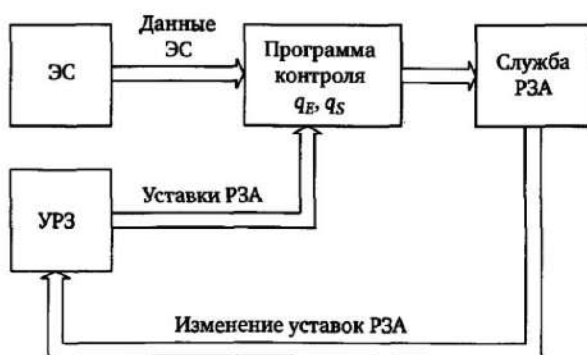 Данные
ЭС
ЭС
Программа
контроля
q_E, q_S
Служба
РЗА
Уставки РЗА
УРЗ
Изменение уставок РЗА